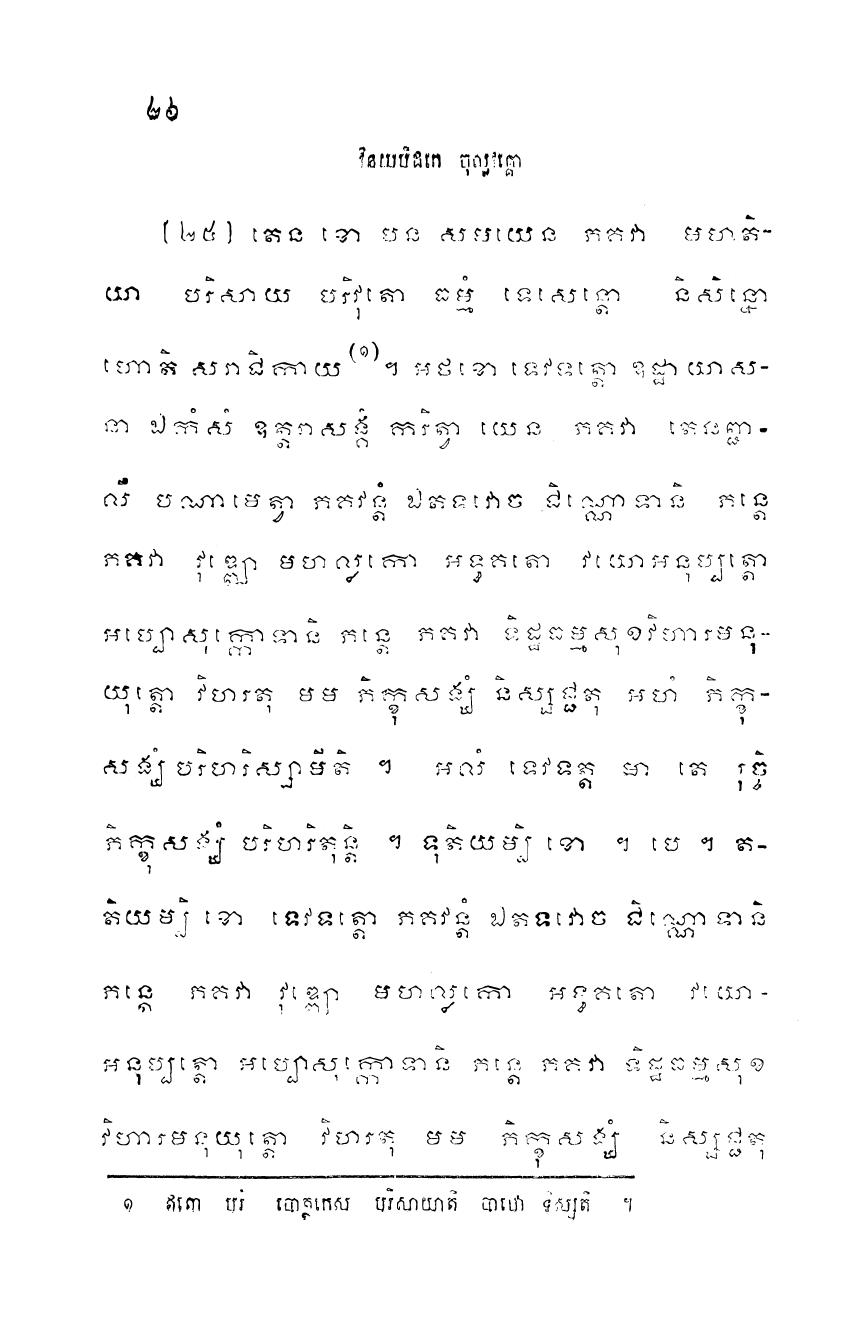 ២៦
វិនយបិដកេ ចុល្លវគ្គោ
(២៥) តេន ខោ បន សមយេន ភគវា មហតិ-
យា បរិសាយ បរិវុតោ ធម្មំ ទេសេន្តោ និសិន្នោ
ហោតិ សរាជិកាយ(១)។ អថខោ ទេវទត្តោ ឧដ្ឋាយាស-
នា ឯកំសំ ឧត្តរាសង្គំ ករិត្វា យេន ភគវា តេនញ្ជា-
លឹ បណាមេត្វា ភគវន្តំ ឯតទវោច ជិណ្ណោទានិ ភន្តេ
ភគវា វុឌ្ឍោ មហល្លកោ អទ្ធគតោ វយោអនុប្បត្តោ
អប្បោស្សុក្កោទានិ ភន្តេ ភគវា ទិដ្ឋធម្មសុខវិហារមនុ-
យុត្តោ វិហរតុ មម ភិក្ខុសង្ឃំ និស្សជ្ជតុ អហំ ភិក្ខុ-
សង្ឃំ បរិហរិស្សាមីតិ ។ អលំ ទេវទត្ត មា តេ រុច្ចិ
ភិក្ខុសង្ឃំ បរិហរិតុន្តិ ។ ទុតិយម្បិ ខោ ។ បេ ។ ត-
តិយម្បិ ខោ ទេវទត្តោ ភគវន្តំ ឯតទវោច ជិណ្ណោទានិ
ភន្តេ ភគវា វុឌ្ឍោ មហល្លកោ អទ្ធគតោ វយោ-
អនុប្បត្តោ អប្បោសុក្កោទានិ ភន្តេ ភគវា ទិដ្ឋធម្មសុខ
វិហារមនុយុត្តោ វិហរតុ មម ភិក្ខុសង្ឃំ និស្សជ្ជតុ
១ ឥតោ បរំ បោត្ថកេស បរិសាយាតិ បាឋោ ទិស្សតិ ។